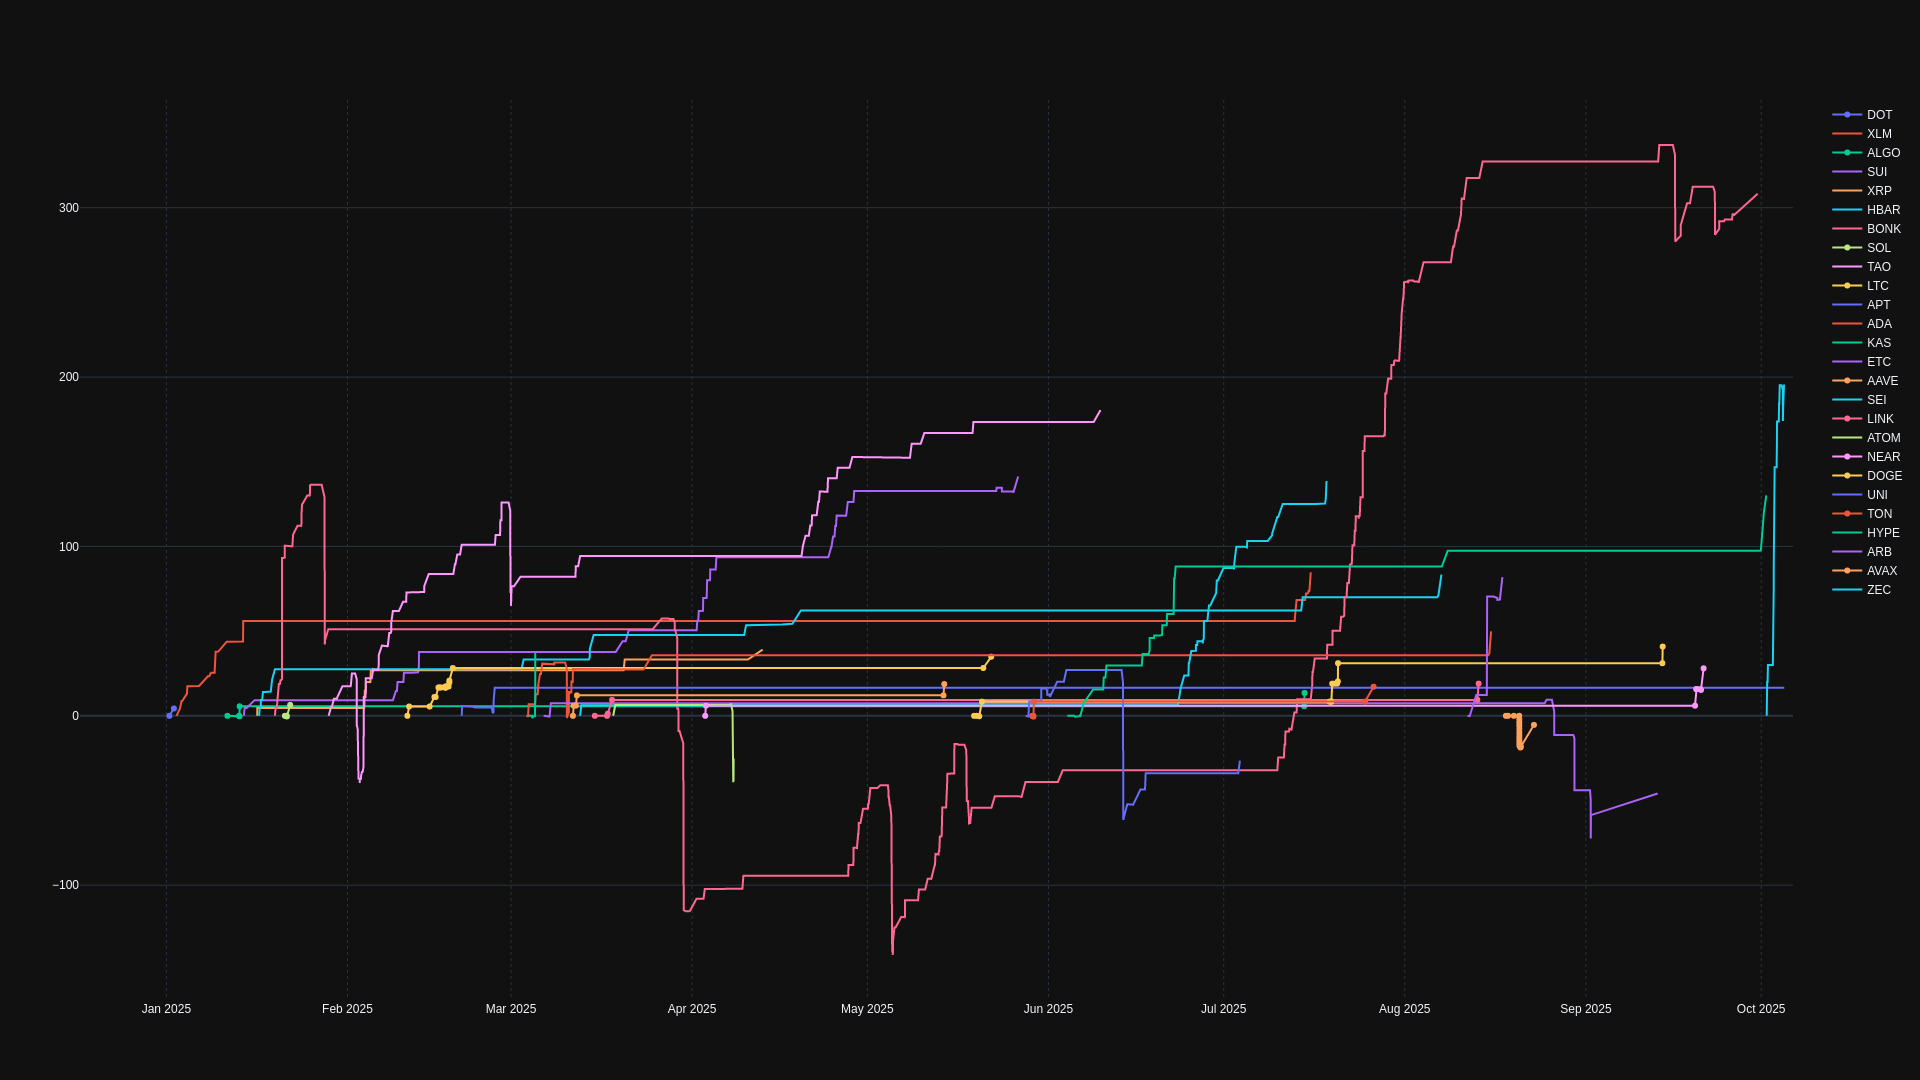 300
200
100
0
−100
Jan 2025
Feb 2025
Mar 2025
Apr 2025
May 2025
Jun 2025
Jul 2025
Aug 2025
Sep 2025
Oct 2025
DOT
XLM
ALGO
SUI
XRP
HBAR
BONK
SOL
TAO
LTC
APT
ADA
KAS
ETC
AAVE
SEI
LINK
ATOM
NEAR
DOGE
UNI
TON
HYPE
ARB
AVAX
ZEC